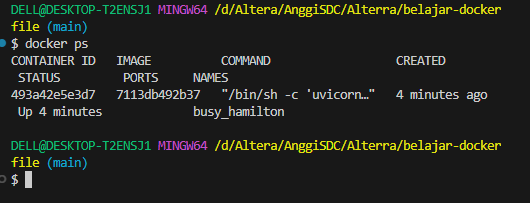 DELL@DESKTOP-T2ENSJ1 MINGW64 /d/Altera/AnggiSDC/Alterra/belajar-docker
file (main)
$ docker ps
CONTAINER ID   IMAGE          COMMAND                  CREATED
 STATUS         PORTS     NAMES
493a42e5e3d7   7113db492b37   "/bin/sh -c 'uvicorn…"   4 minutes ago
 Up 4 minutes             busy_hamilton

DELL@DESKTOP-T2ENSJ1 MINGW64 /d/Altera/AnggiSDC/Alterra/belajar-docker
file (main)
$